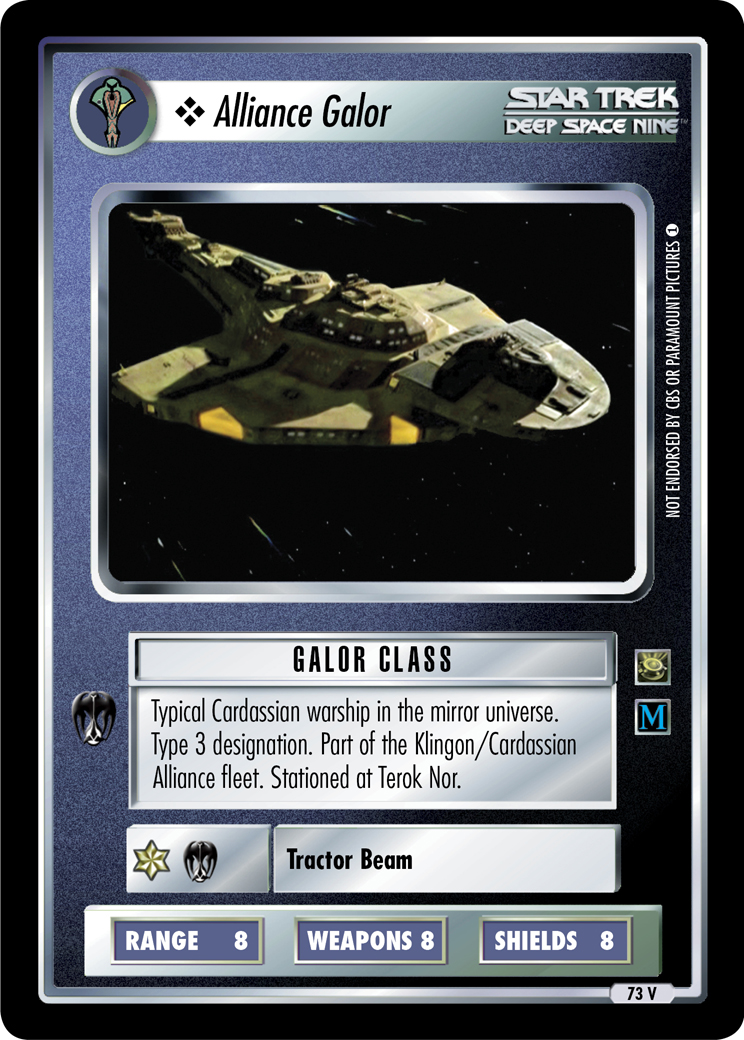 ❖ Alliance Galor
STAR TREK
DEEP SPACE NINE™
NOT ENDORSED BY CBS OR PARAMOUNT PICTURES 1
GALOR CLASS
Typical Cardassian warship in the mirror universe.
Type 3 designation. Part of the Klingon/Cardassian
Alliance fleet. Stationed at Terok Nor.
M
Tractor Beam
RANGE 8
WEAPONS 8
SHIELDS 8
73 V